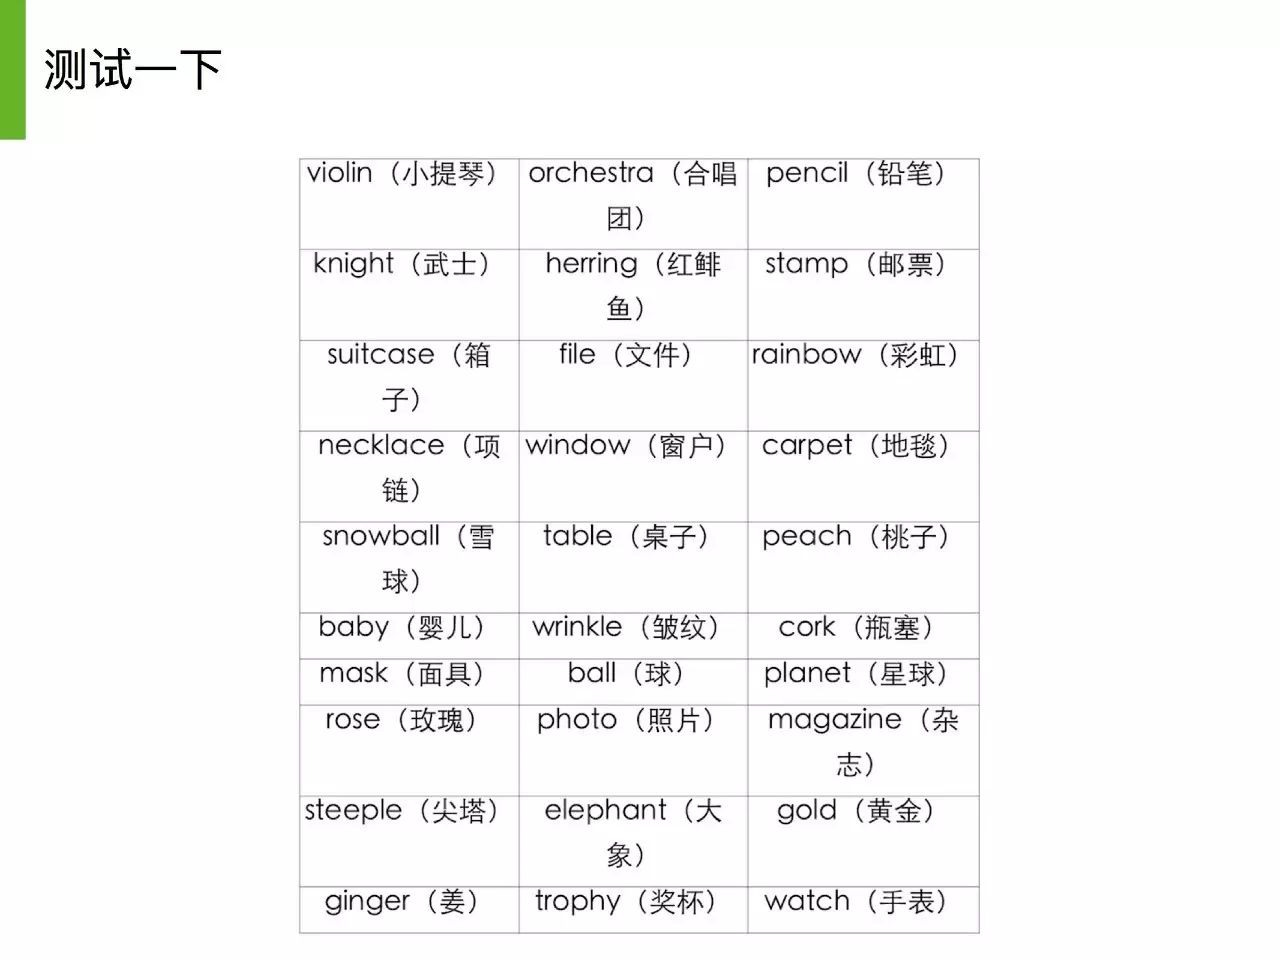 测试一下
violin（小提琴） orchestra（合唱团） pencil（铅笔）
knight（武士） herring（红鲱鱼） stamp（邮票）
suitcase（箱子） file（文件） rainbow（彩虹）
necklace（项链） window（窗户） carpet（地毯）
snowball（雪球） table（桌子） peach（桃子）
baby（婴儿） wrinkle（皱纹） cork（瓶塞）
mask（面具） ball（球） planet（星球）
rose（玫瑰） photo（照片） magazine（杂志）
steeple（尖塔） elephant（大象） gold（黄金）
ginger（姜） trophy（奖杯） watch（手表）